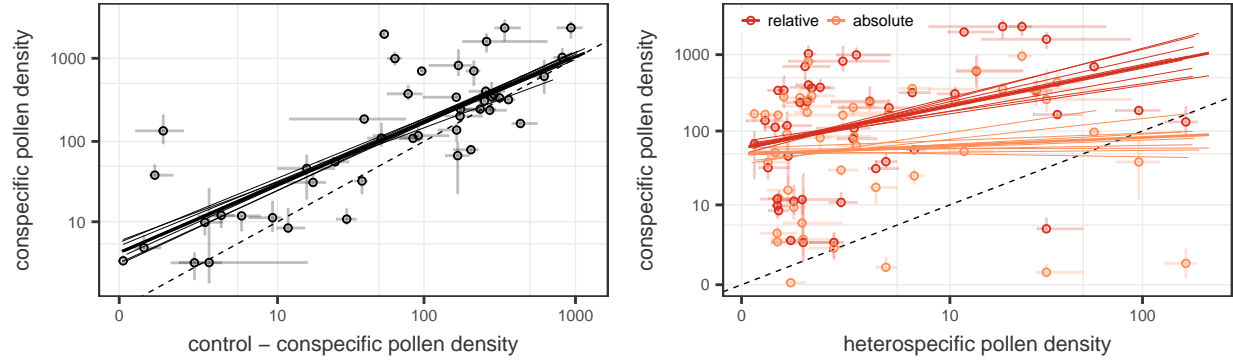 conspecific pollen density
1000
100
10
0
10
100
1000
control − conspecific pollen density
conspecific pollen density
relative
absolute
1000
100
10
0
0
10
100
heterospecific pollen density